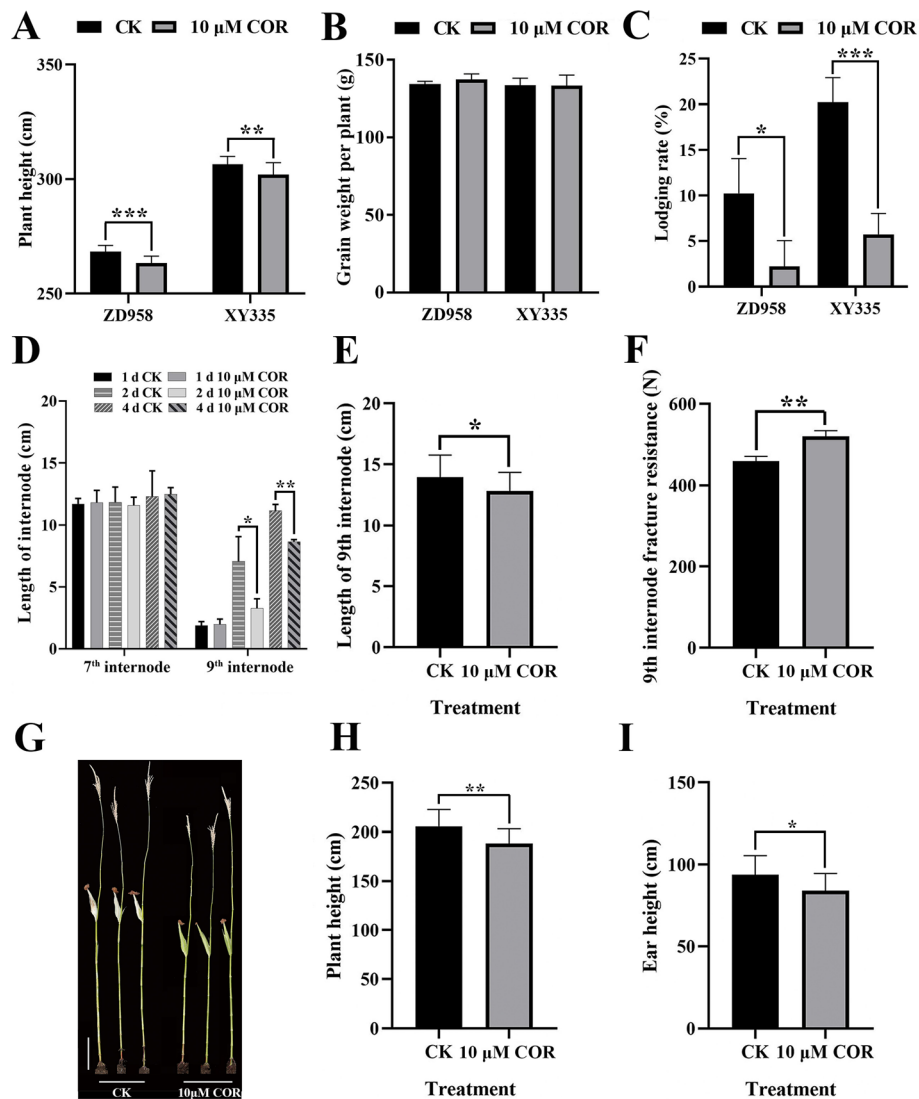 A
CK 10 μM COR
Plant height (cm)
350
300
250
***
**
ZD958 XY335
B
CK 10 μM COR
Grain weight per plant (g)
150
100
50
0
ZD958 XY335
C
CK 10 μM COR
Lodging rate (%)
25
20
15
10
5
0
*
***
ZD958 XY335
D
1 d CK 1 d 10 μM COR
2 d CK 2 d 10 μM COR
4 d CK 4 d 10 μM COR
Length of internode (cm)
20
15
10
5
0
*
**
7th internode 9th internode
E
Length of 9th internode (cm)
20
15
10
5
0
*
CK 10 μM COR
Treatment
F
9th internode fracture resistance (N)
600
400
200
0
**
CK 10 μM COR
Treatment
G
CK 10μM COR
H
Plant height (cm)
250
200
150
100
50
0
**
CK 10 μM COR
Treatment
I
Ear height (cm)
150
100
50
0
*
CK 10 μM COR
Treatment